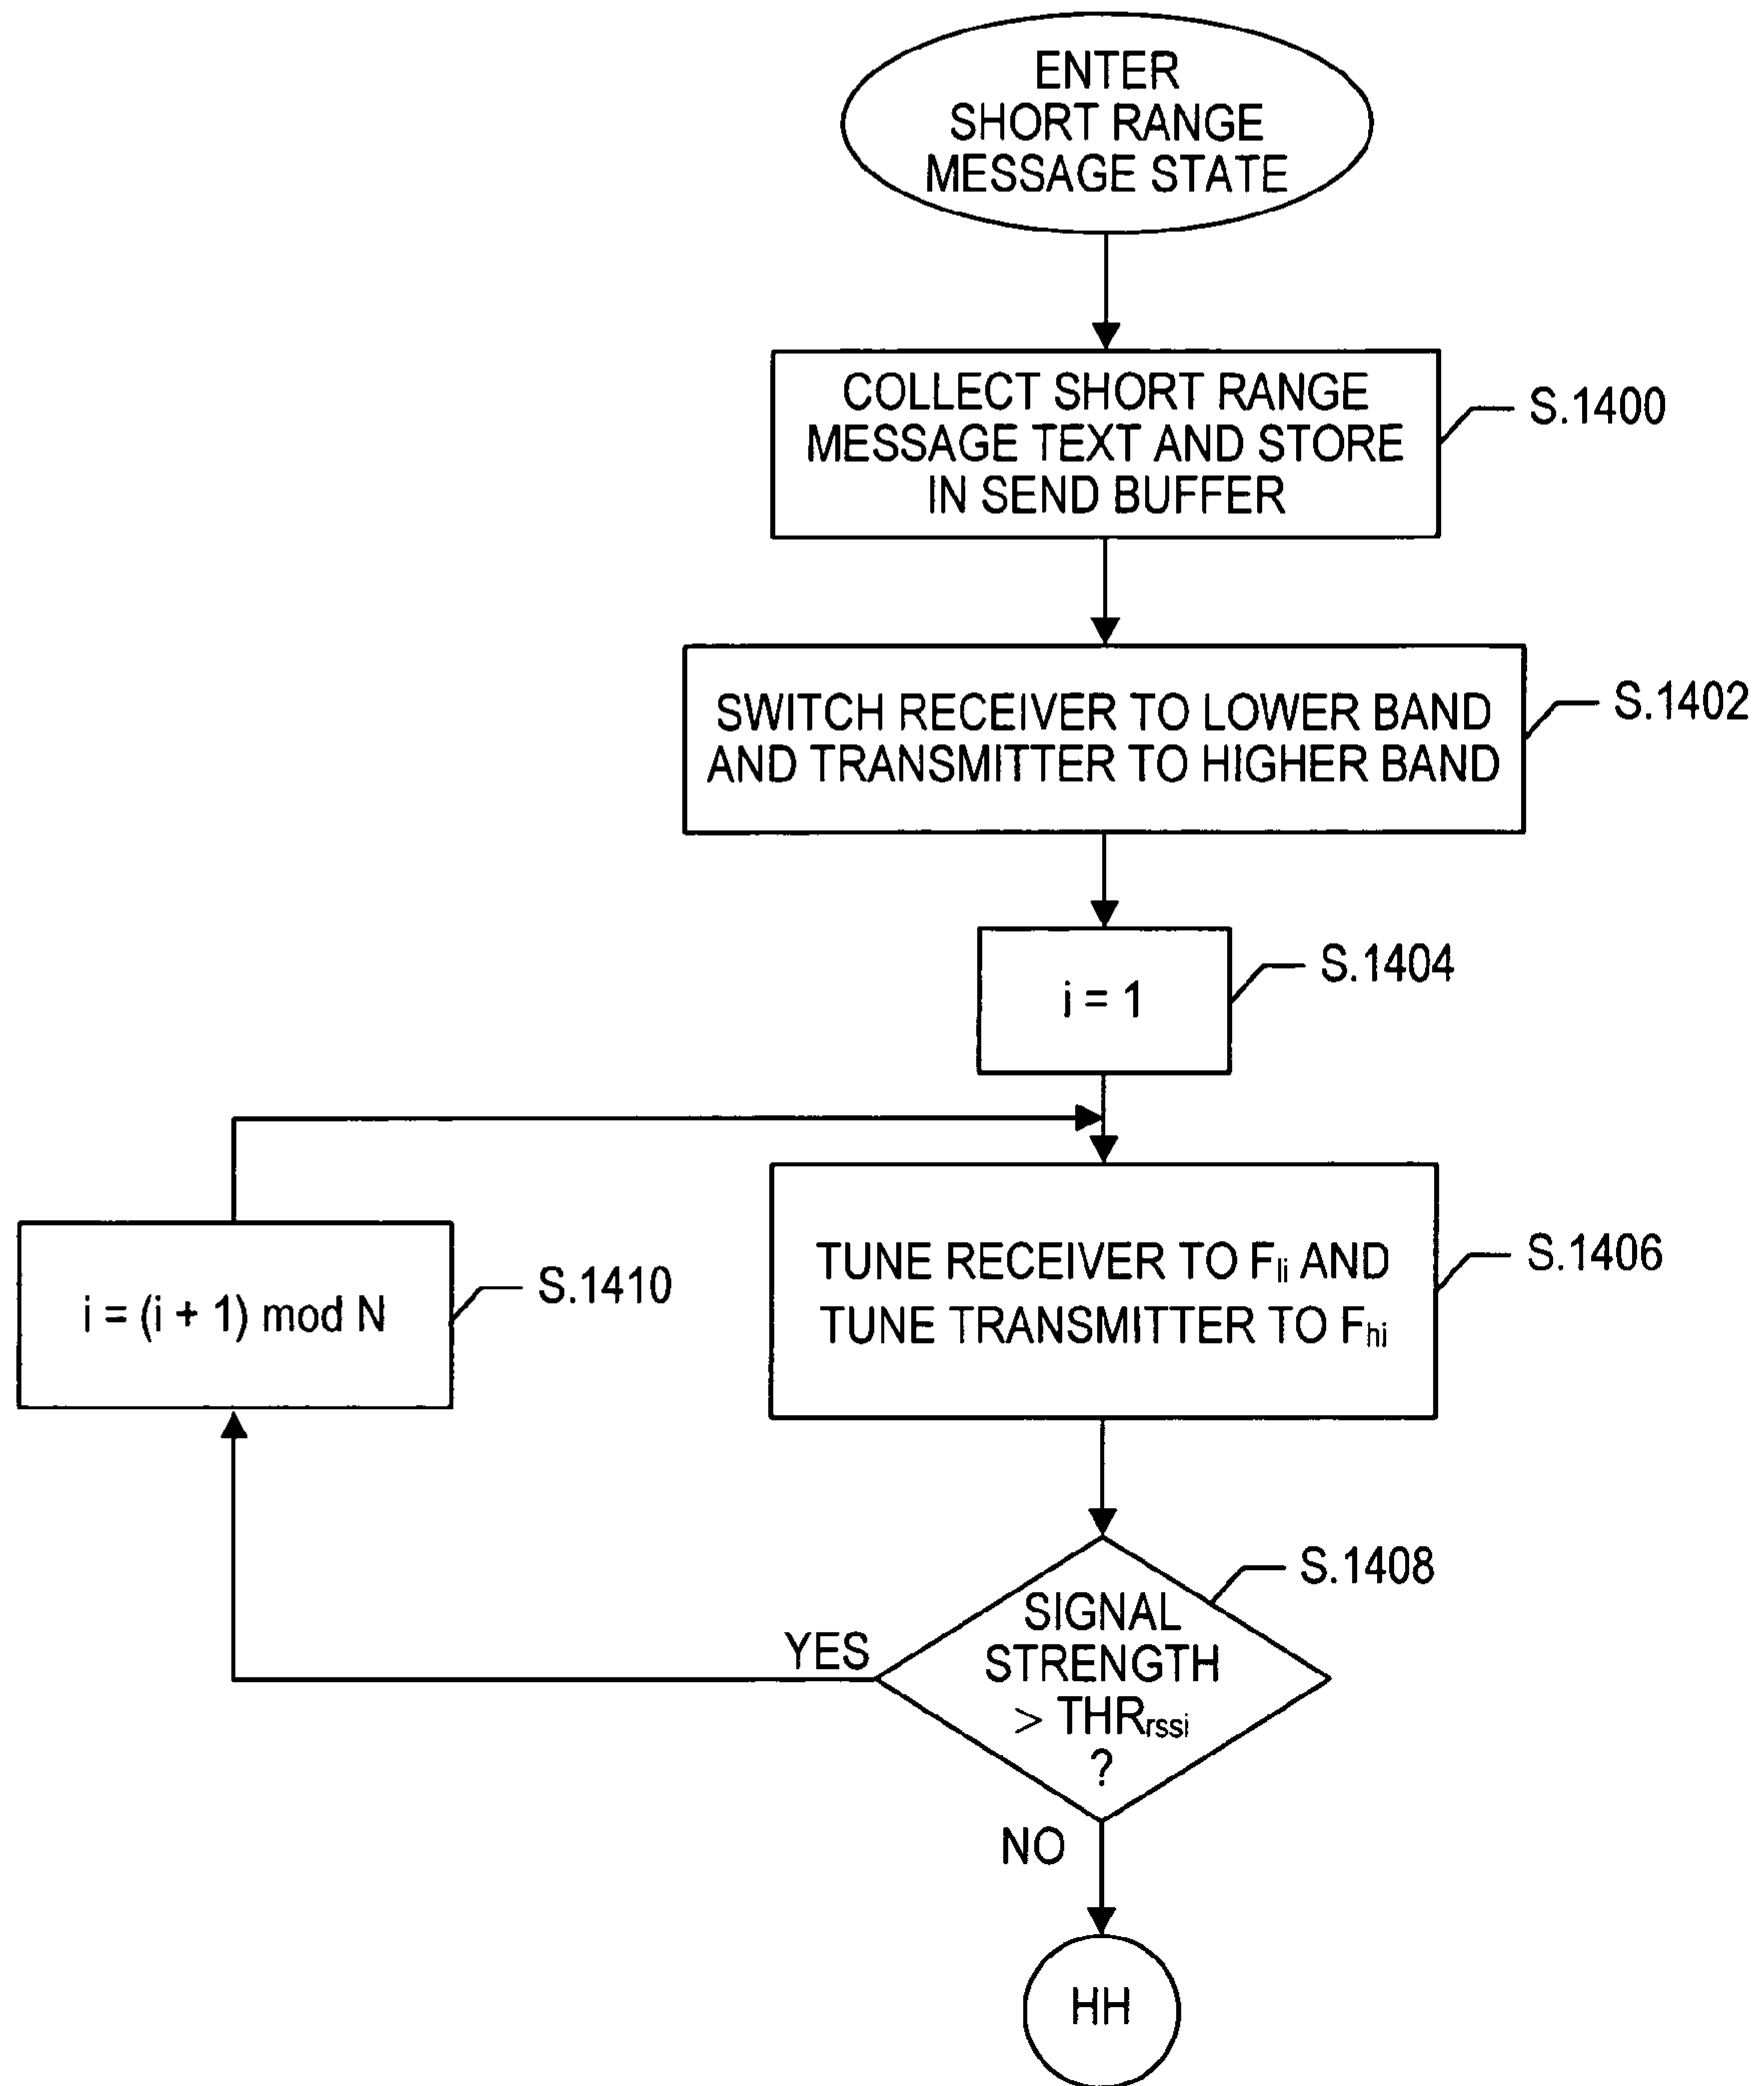 ENTER
SHORT RANGE
MESSAGE STATE
COLLECT SHORT RANGE
MESSAGE TEXT AND STORE
IN SEND BUFFER
S.1400
SWITCH RECEIVER TO LOWER BAND
AND TRANSMITTER TO HIGHER BAND
S.1402
i = 1
S.1404
TUNE RECEIVER TO Fli AND
TUNE TRANSMITTER TO Fhi
S.1406
i = (i + 1) mod N
S.1410
SIGNAL
STRENGTH
> THRrssi
?
S.1408
YES
NO
HH